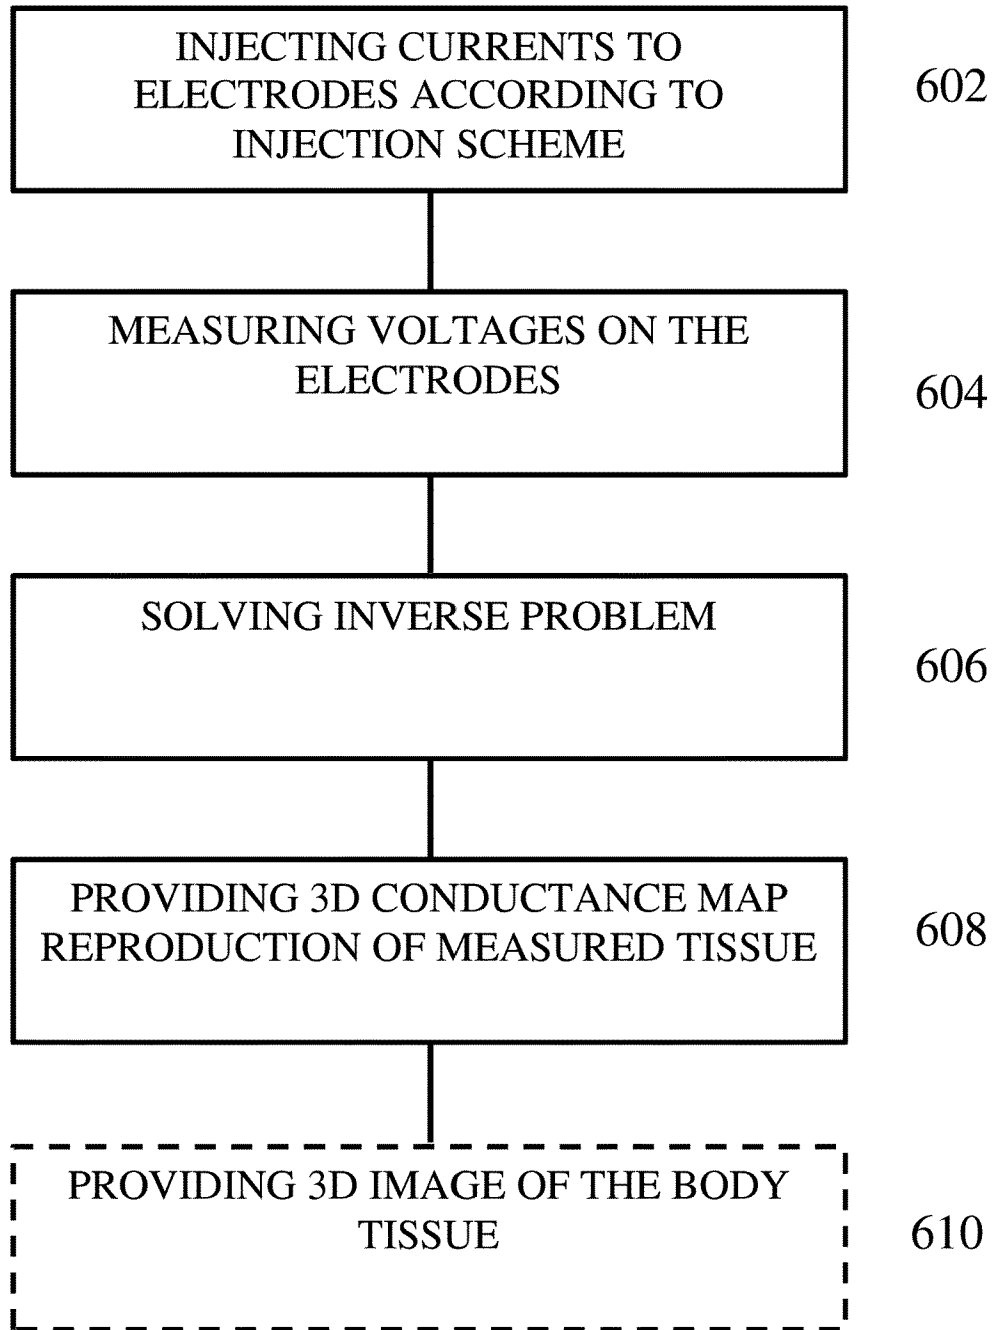 INJECTING CURRENTS TO
ELECTRODES ACCORDING TO
INJECTION SCHEME
602
MEASURING VOLTAGES ON THE
ELECTRODES
604
SOLVING INVERSE PROBLEM
606
PROVIDING 3D CONDUCTANCE MAP
REPRODUCTION OF MEASURED TISSUE
608
PROVIDING 3D IMAGE OF THE BODY
TISSUE
610